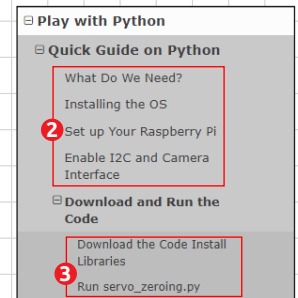 Play with Python
Quick Guide on Python
What Do We Need?
Installing the OS
2 Set up Your Raspberry Pi
Enable I2C and Camera
Interface
Download and Run the
Code
Download the Code Install
Libraries
3
Run servo_zeroing.py